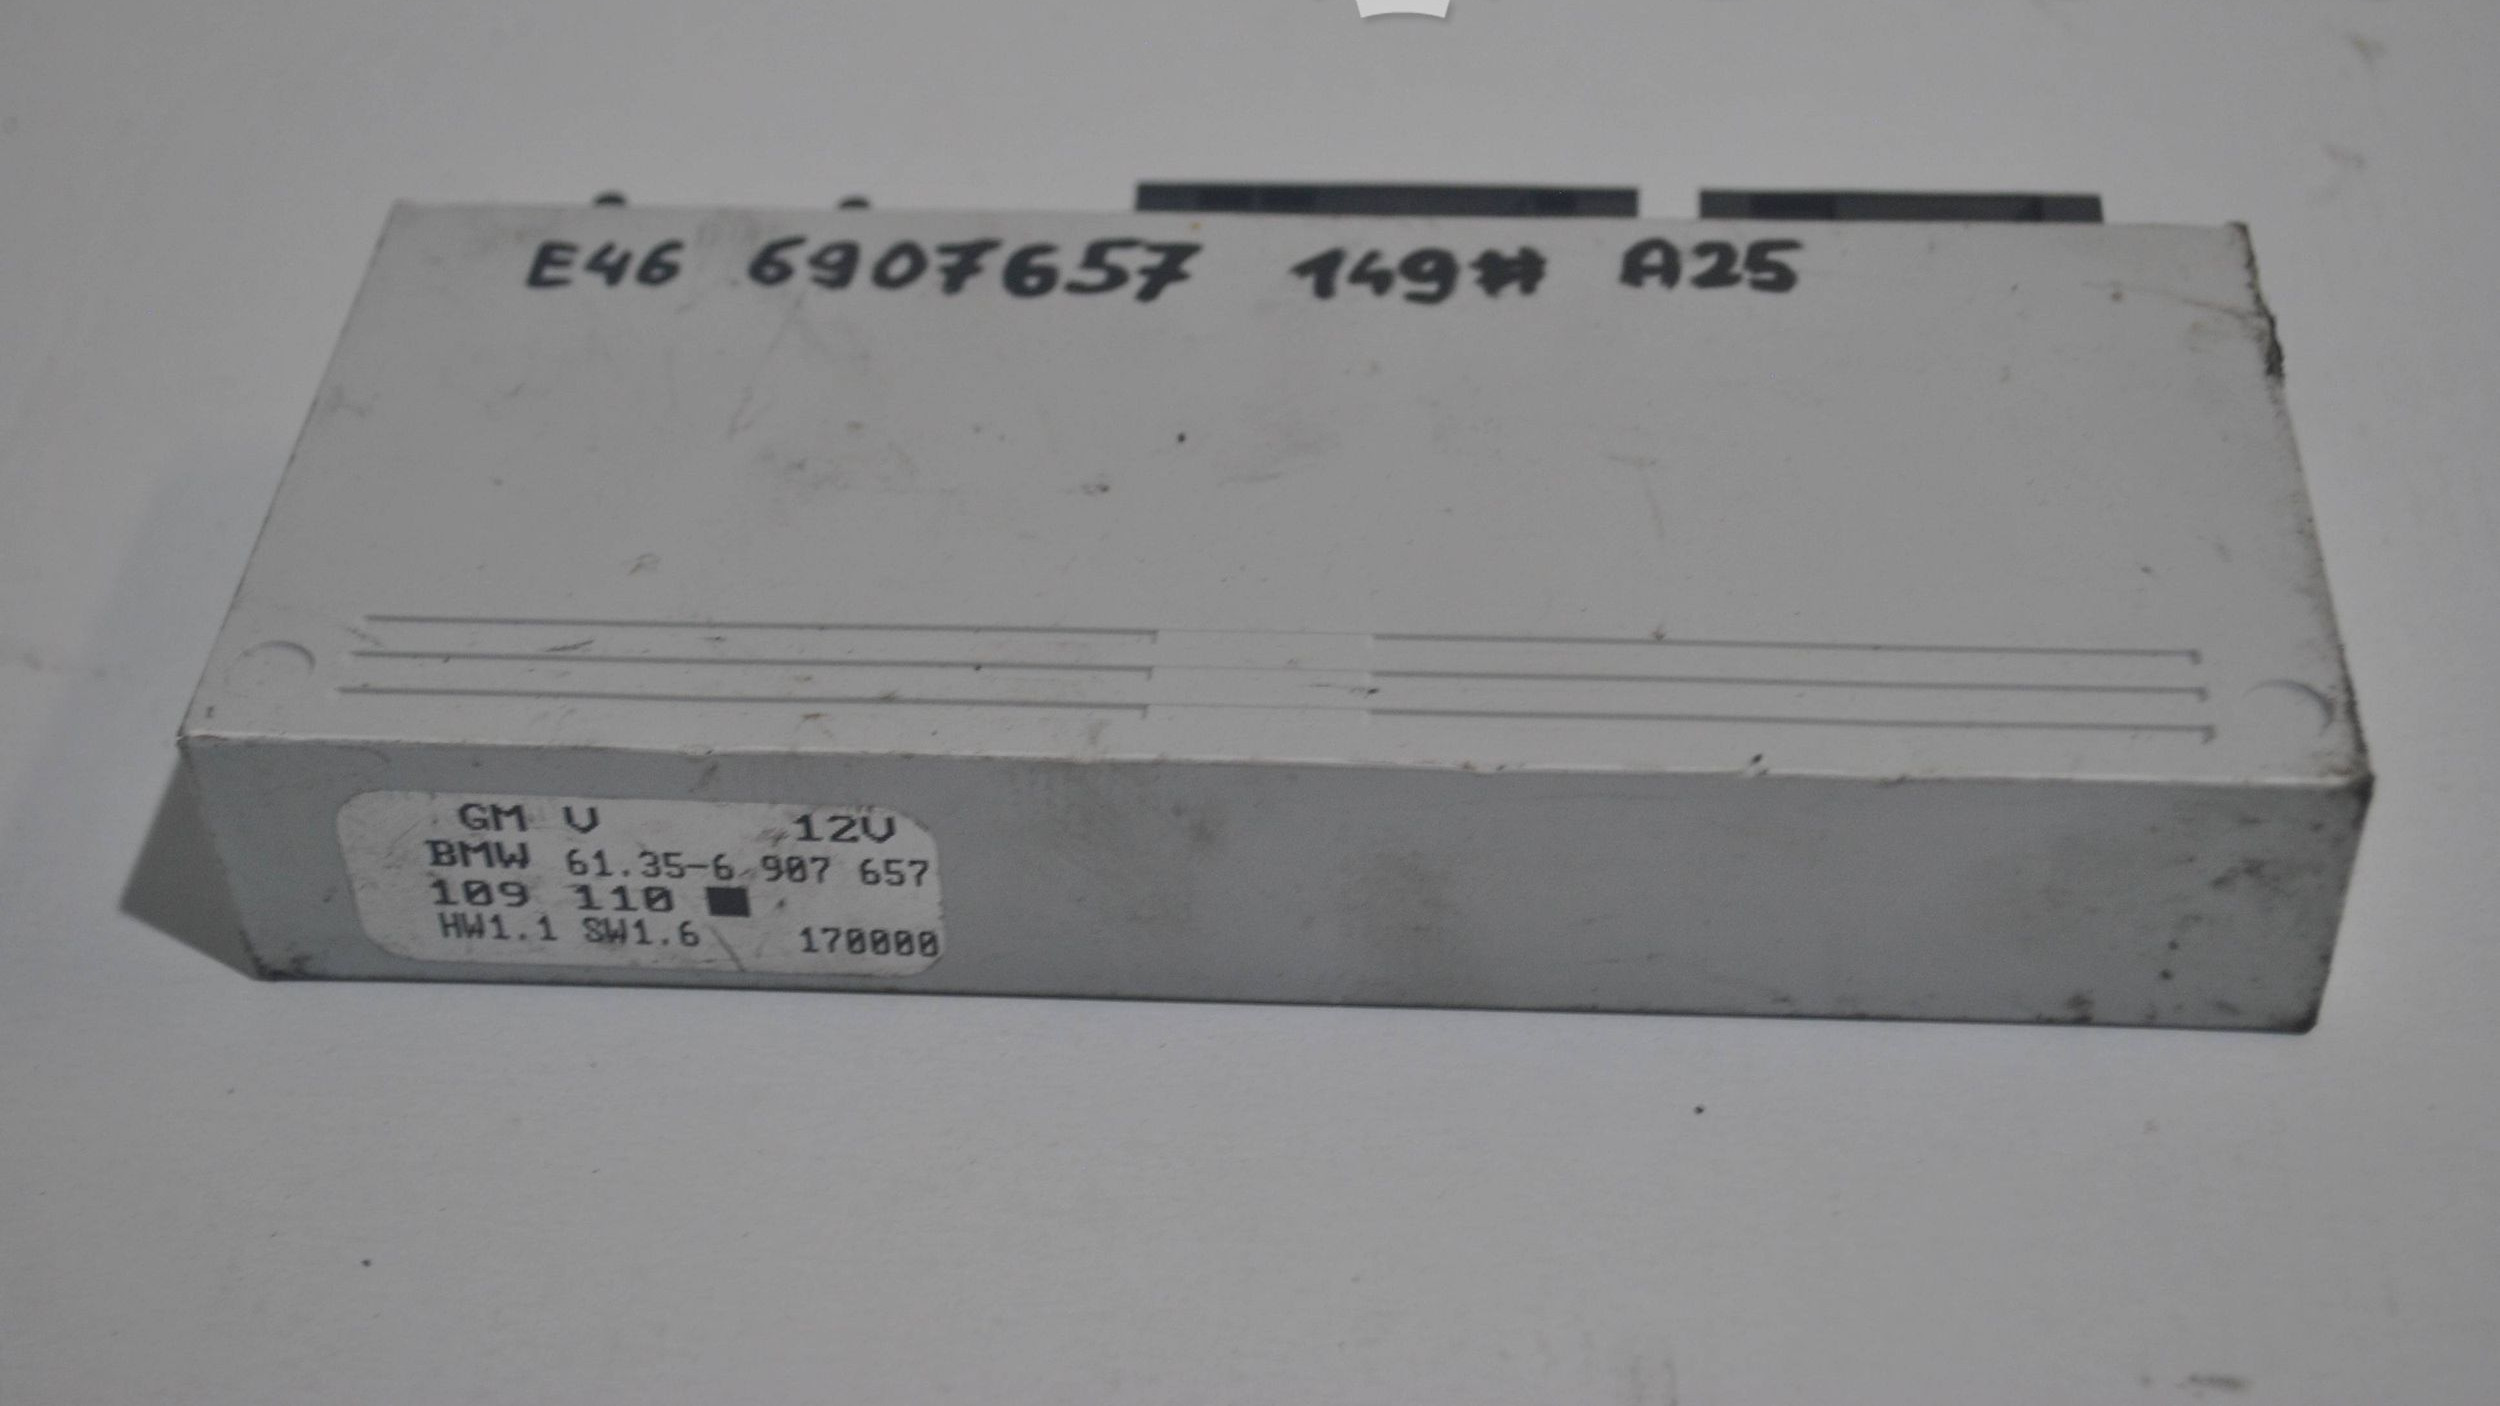 E46 6907657 149# A25
GM V 12V
BMW 61.35-6 907 657
109 110
HW1.1 SW1.6 170000